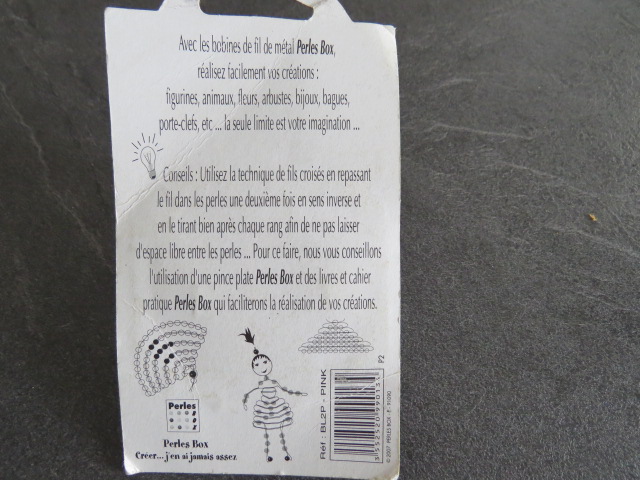 Avec les bobines de fil de métal Perles Box,
réalisez facilement vos créations :
figurines, animaux, fleurs, arbustes, bijoux, bagues,
porte-clefs, etc ... la seule limite est votre imagination ...
Conseils : Utilisez la technique de fils croisés en repassant
le fil dans les perles une deuxième fois en sens inverse et
en le tirant bien après chaque rang afin de ne pas laisser
d'espace libre entre les perles ... Pour ce faire, nous vous conseillons
l'utilisation d'une pince plate Perles Box et des livres et cahier
pratique Perles Box qui faciliterons la réalisation de vos créations.
Perles
BOX
Perles Box
Créer... j'en ai jamais assez
Réf : BL2P - PINK
P2
©2007 PERLES BOX - F.